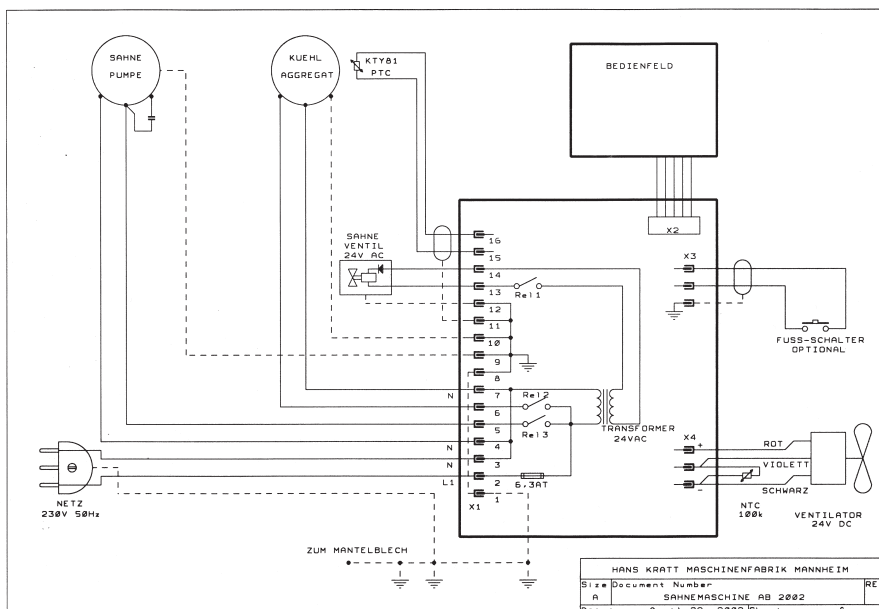 SAHNE
PUMPE
KUEHL
AGGREGAT
KTY81
PTC
BEDIENFELD
X2
SAHNE
VENTIL
24V AC
16
15
14
13
12
11
10
9
8
7
6
5
4
3
2
1
X1
Rel1
Rel2
Rel3
N
N
N
L1
6,3AT
TRANSFORMER
24VAC
X3
FUSS-SCHALTER
OPTIONAL
X4
+
-
ROT
VIOLETT
SCHWARZ
NTC
100k
VENTILATOR
24V DC
NETZ
230V 50Hz
ZUM MANTELBLECH
HANS KRATT MASCHINENFABRIK MANNHEIM
Size Document Number
A SAHNEMASCHINE AB 2002